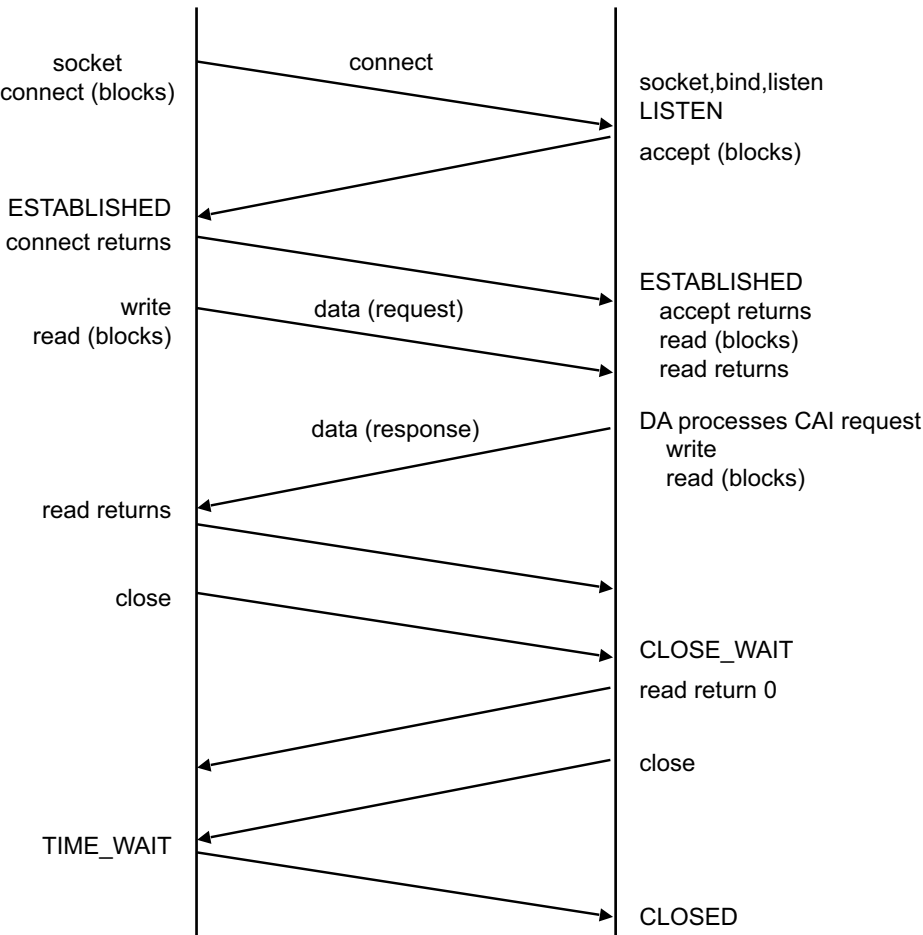 socket
connect (blocks)
connect
socket,bind,listen
LISTEN
accept (blocks)
ESTABLISHED
connect returns
ESTABLISHED
accept returns
read (blocks)
read returns
write
read (blocks)
data (request)
DA processes CAI request
write
read (blocks)
data (response)
read returns
close
CLOSE_WAIT
read return 0
close
TIME_WAIT
CLOSED